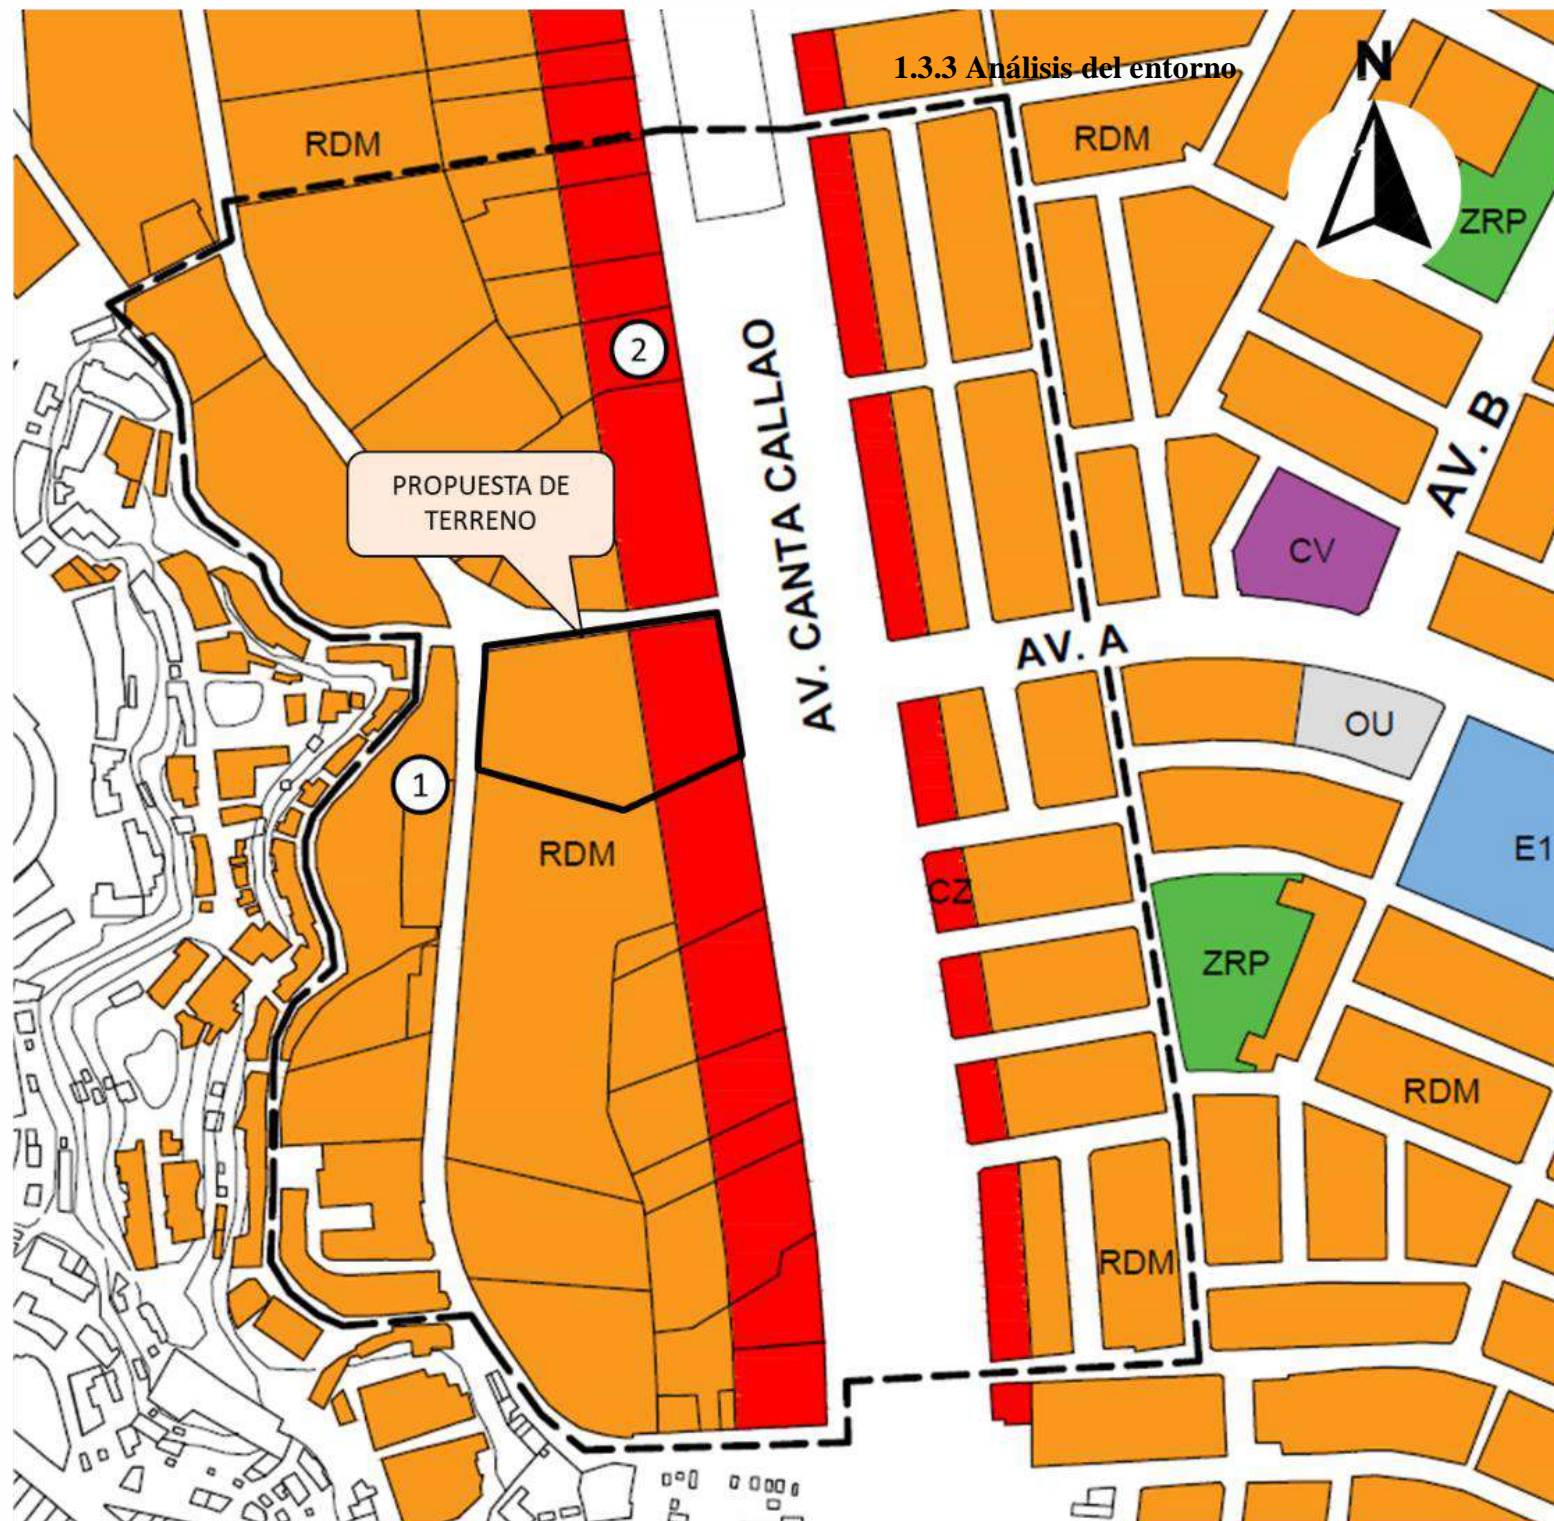 1.3.3 Análisis del entorno
N
RDM
RDM
ZRP
2
AV. CANTA CALLAO
AV. B
PROPUESTA DE
TERRENO
CV
AV. A
OU
1
RDM
E1
CZ
ZRP
RDM
RDM